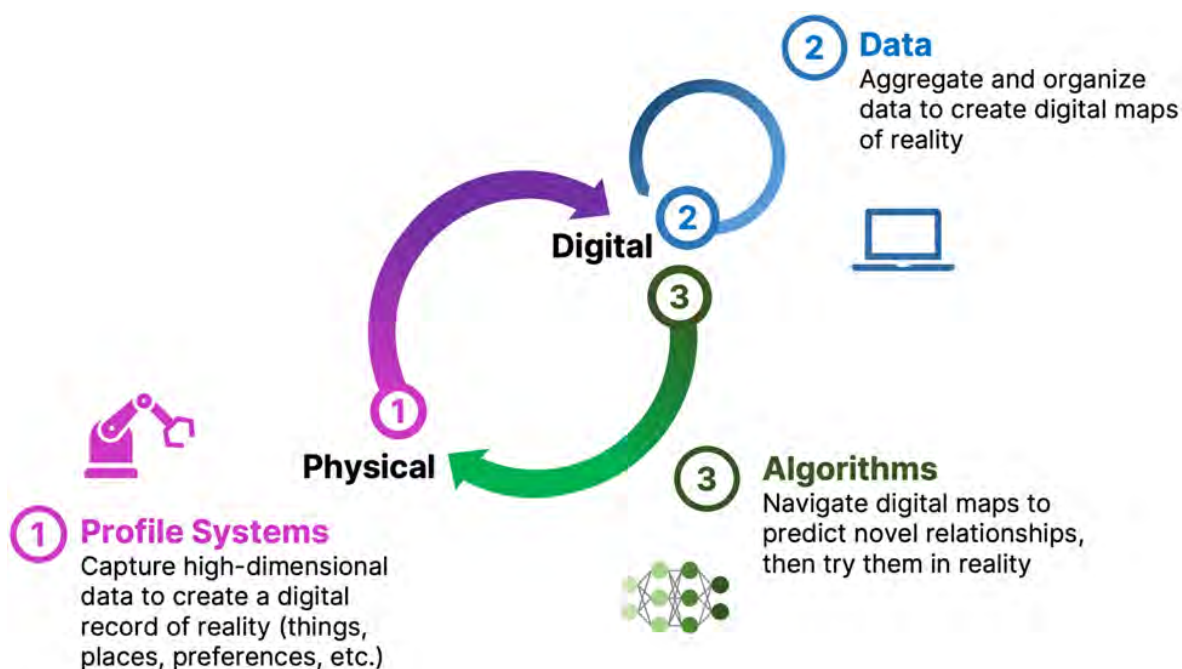 2 Data
Aggregate and organize
data to create digital maps
of reality
2
Digital
3
1
Physical
3 Algorithms
Navigate digital maps to
predict novel relationships,
then try them in reality
1 Profile Systems
Capture high-dimensional
data to create a digital
record of reality (things,
places, preferences, etc.)